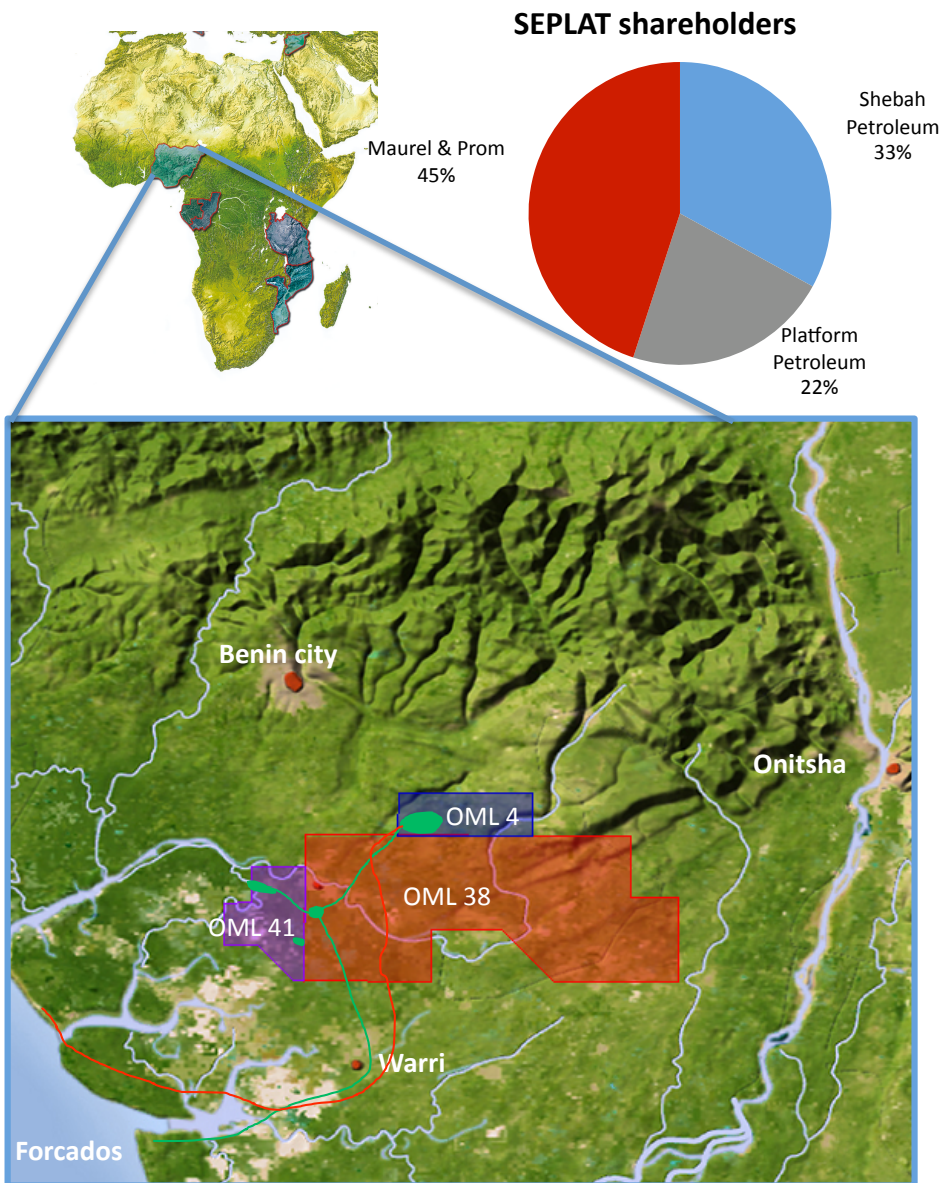 SEPLAT shareholders
Maurel & Prom
45%
Shebah
Petroleum
33%
Platform
Petroleum
22%
Benin city
Onitsha
OML 4
OML 38
OML 41
Warri
Forcados